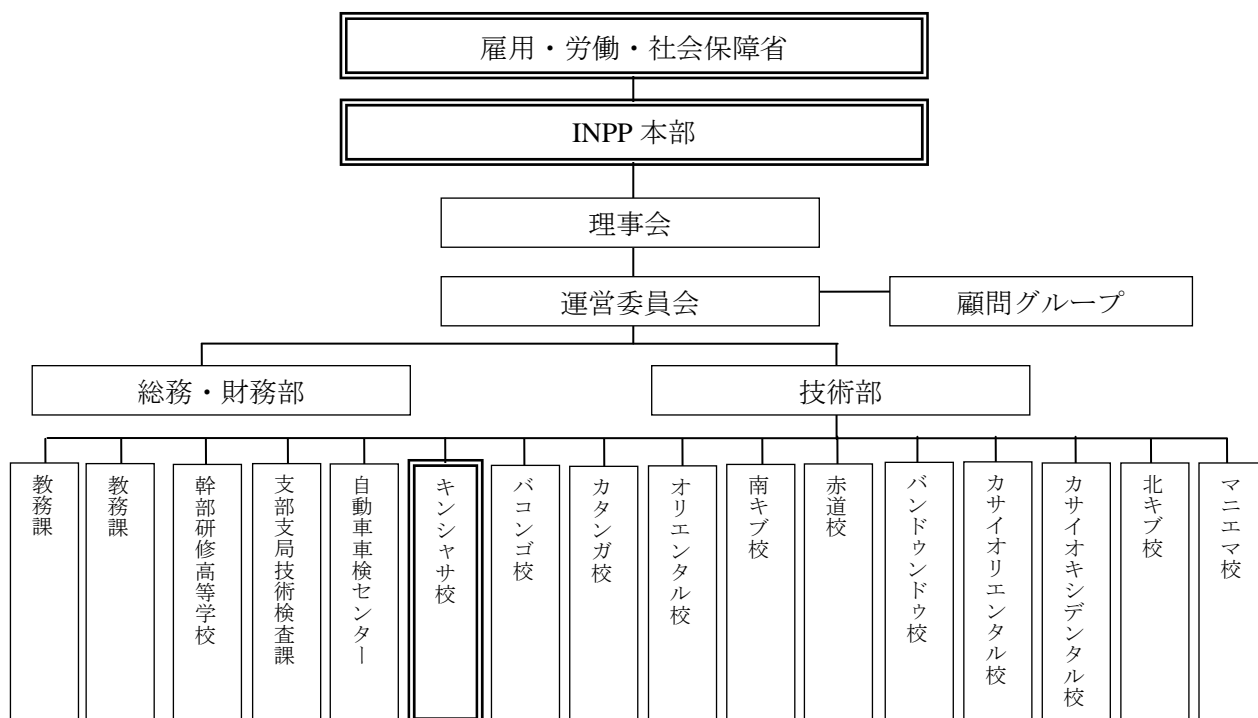 雇用・労働・社会保障省
INPP 本部
理事会
運営委員会
顧問グループ
総務・財務部
技術部
教務課
教務課
幹部研修高等学校
支部支局技術検査課
自動車車検センター
キンシャサ校
バコンゴ校
カタンガ校
オリエンタル校
南キブ校
赤道校
バンドゥンドゥ校
カサイオリエンタル校
カサイオキシデンタル校
北キブ校
マニエマ校